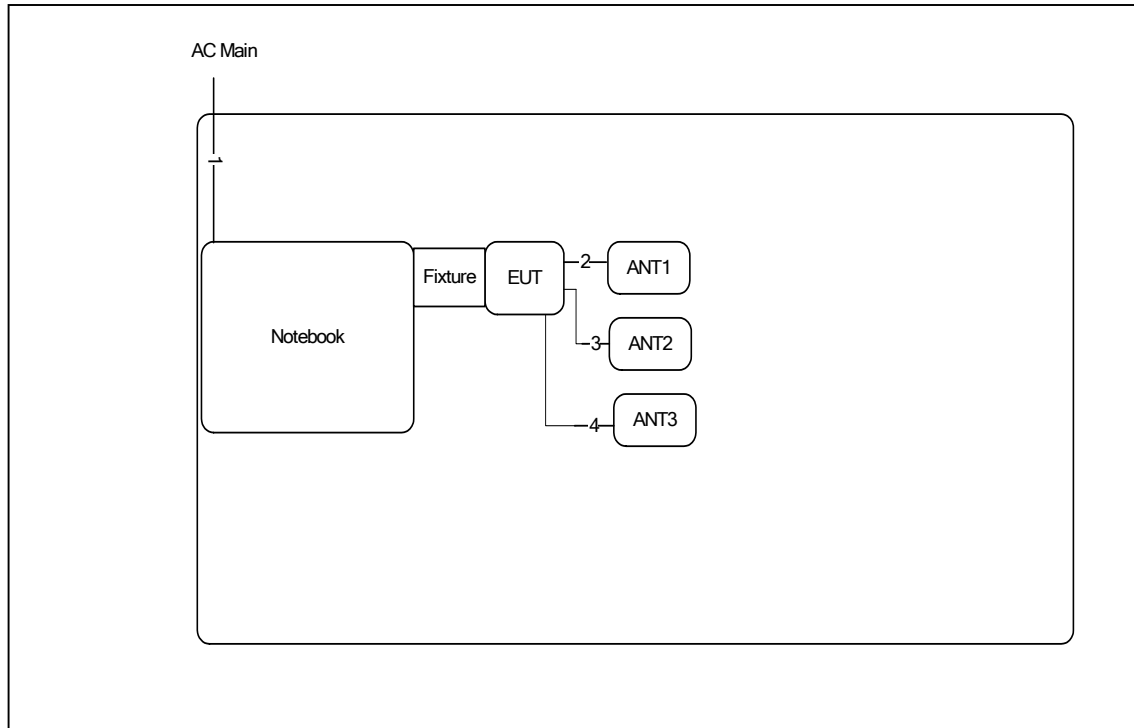 AC Main
1
Notebook
Fixture
EUT
2
ANT1
3
ANT2
4
ANT3